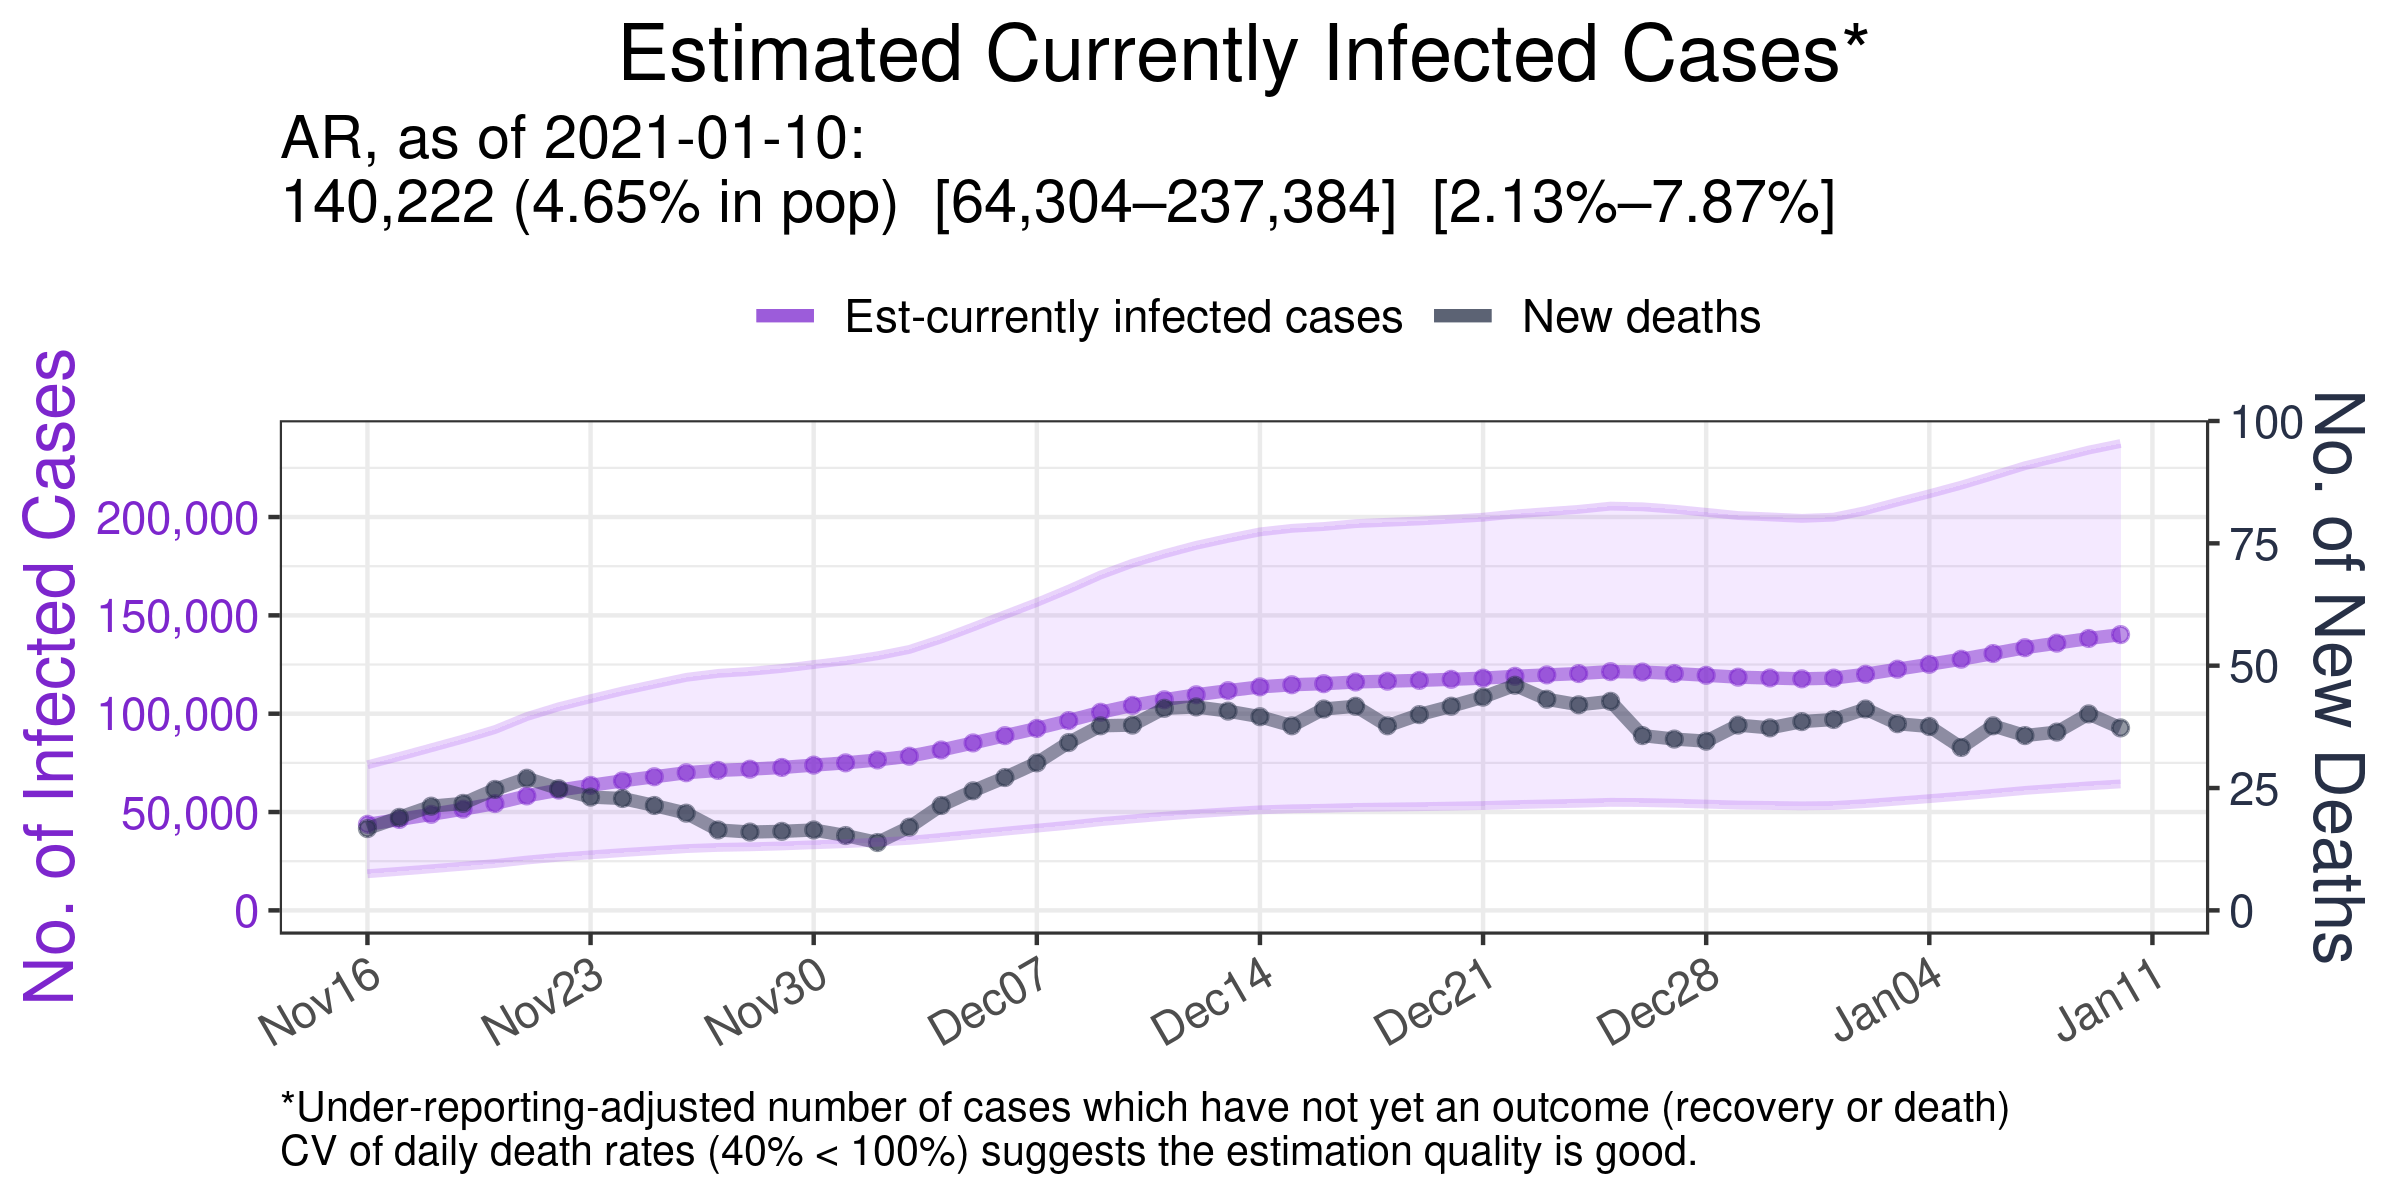 Estimated Currently Infected Cases*
AR, as of 2021-01-10:
140,222 (4.65% in pop)  [64,304–237,384]  [2.13%–7.87%]
Est-currently infected cases
New deaths
No. of Infected Cases
200,000
150,000
100,000
50,000
0
100
75
50
25
0
No. of New Deaths
Nov16
Nov23
Nov30
Dec07
Dec14
Dec21
Dec28
Jan04
Jan11
*Under-reporting-adjusted number of cases which have not yet an outcome (recovery or death)
CV of daily death rates (40% < 100%) suggests the estimation quality is good.